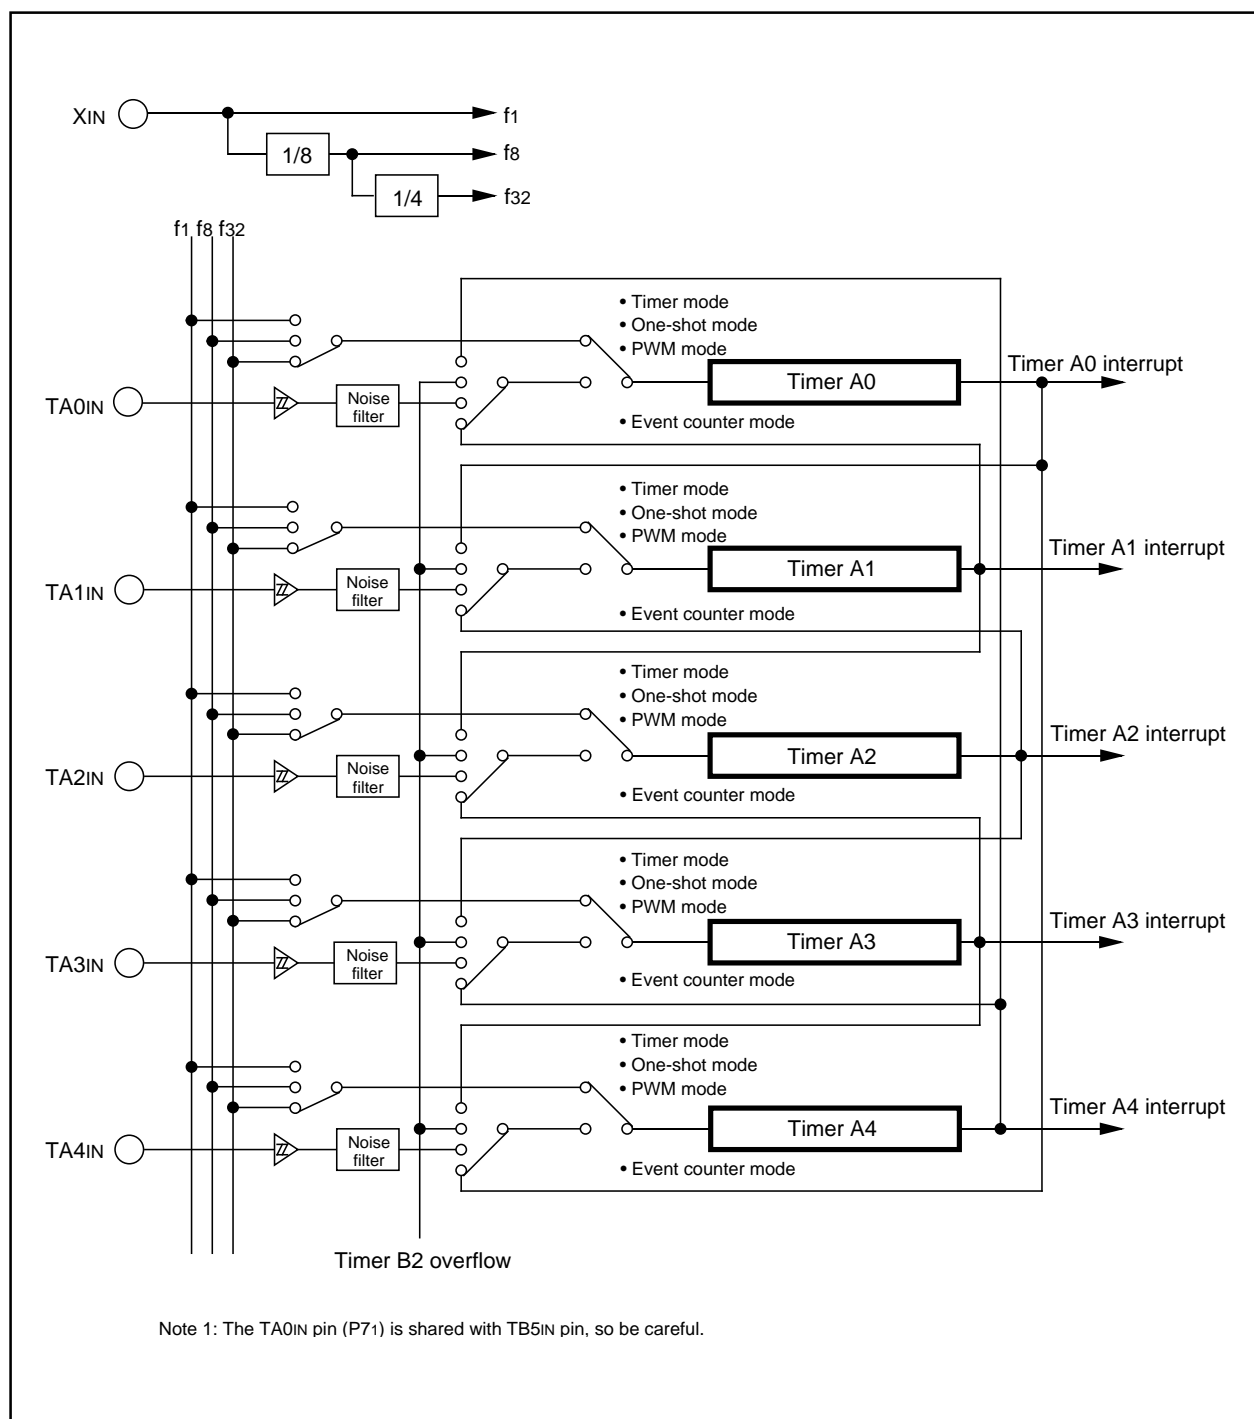 XIN
f1
1/8
f8
1/4
f32
f1 f8 f32
• Timer mode
• One-shot mode
• PWM mode
Timer A0 interrupt
Timer A0
TA0IN
Noise
filter
• Event counter mode
• Timer mode
• One-shot mode
• PWM mode
Timer A1 interrupt
Timer A1
TA1IN
Noise
filter
• Event counter mode
• Timer mode
• One-shot mode
• PWM mode
Timer A2 interrupt
Timer A2
TA2IN
Noise
filter
• Event counter mode
• Timer mode
• One-shot mode
• PWM mode
Timer A3 interrupt
Timer A3
TA3IN
Noise
filter
• Event counter mode
• Timer mode
• One-shot mode
• PWM mode
Timer A4 interrupt
Timer A4
TA4IN
Noise
filter
• Event counter mode
Timer B2 overflow
Note 1: The TA0IN pin (P71) is shared with TB5IN pin, so be careful.